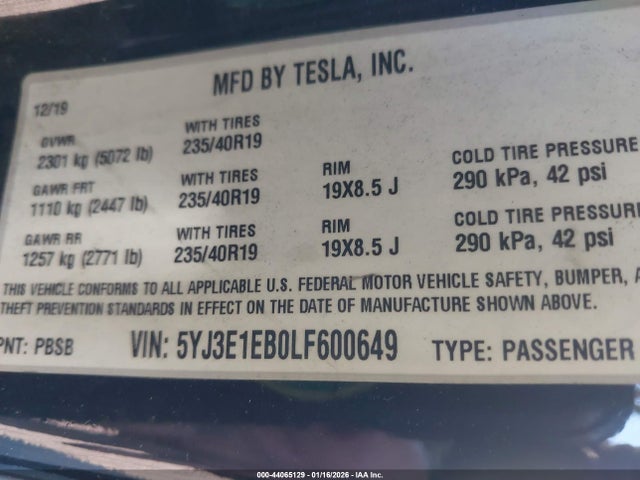 MFD BY TESLA, INC.
12/19
GVWR
2301 kg (5072 lb)
WITH TIRES
235/40R19
GAWR FRT
1110 kg (2447 lb)
WITH TIRES
235/40R19
RIM
19X8.5 J
COLD TIRE PRESSURE
290 kPa, 42 psi
GAWR RR
1257 kg (2771 lb)
WITH TIRES
235/40R19
RIM
19X8.5 J
COLD TIRE PRESSURE
290 kPa, 42 psi
THIS VEHICLE CONFORMS TO ALL APPLICABLE U.S. FEDERAL MOTOR VEHICLE SAFETY, BUMPER, A
THEFT PREVENTION STANDARDS IN EFFECT ON THE DATE OF MANUFACTURE SHOWN ABOVE.
PNT: PBSB VIN: 5YJ3E1EB0LF600649 TYPE: PASSENGER
000-44065129 - 01/16/2026 - IAA Inc.